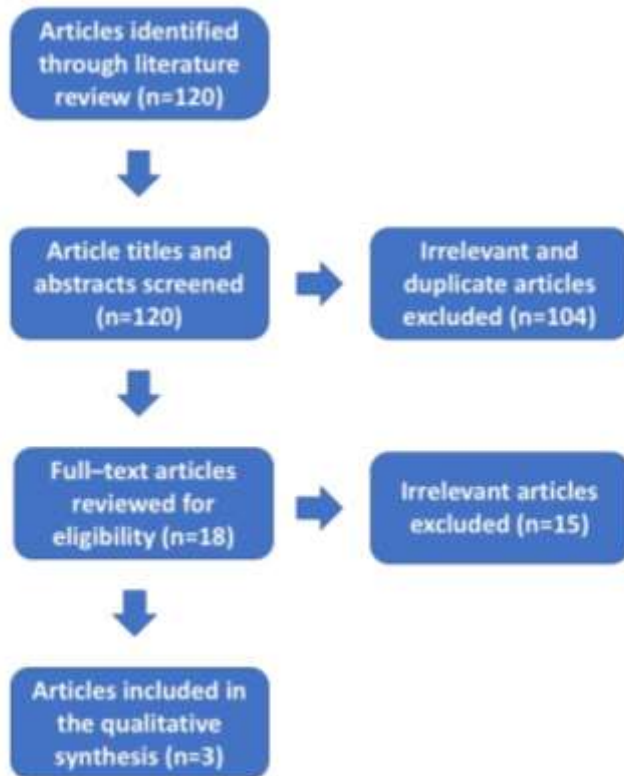 Articles identified
through literature
review (n=120)
Article titles and
abstracts screened
(n=120)
Irrelevant and
duplicate articles
excluded (n=104)
Full–text articles
reviewed for
eligibility (n=18)
Irrelevant articles
excluded (n=15)
Articles included in
the qualitative
synthesis (n=3)